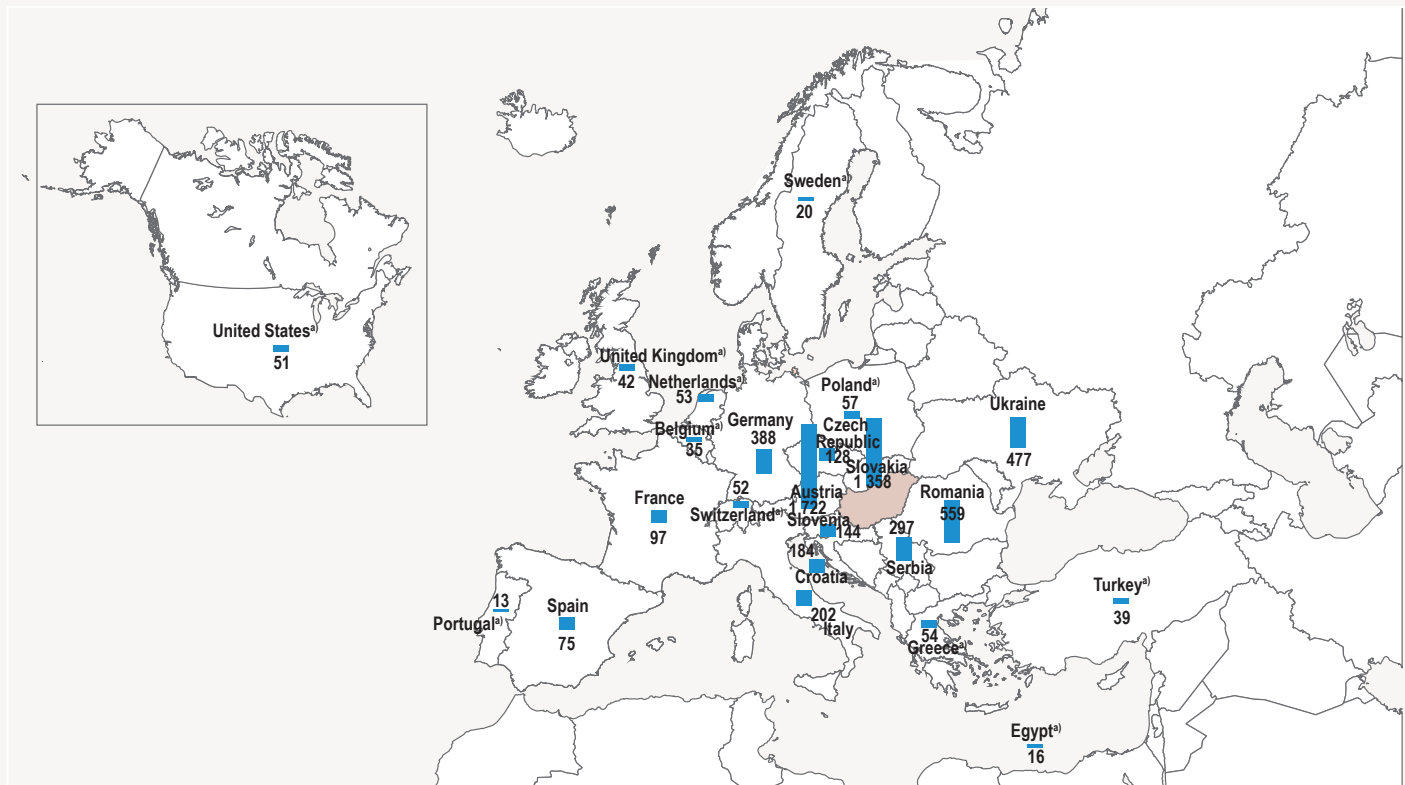 Sweden a)
20
United States a)
51
United Kingdom a)
42
Netherlands a)
53
Belgium a)
35
Germany
388
Poland a)
57
Czech
Republic
128
Slovakia
1 358
Ukraine
477
Austria
1 722
Switzerland a)
52
France
97
Slovenia
144
Romania
559
297
Serbia
184
Croatia
202
Italy
13
Portugal a)
Spain
75
54
Greece a)
Turkey a)
39
Egypt a)
16